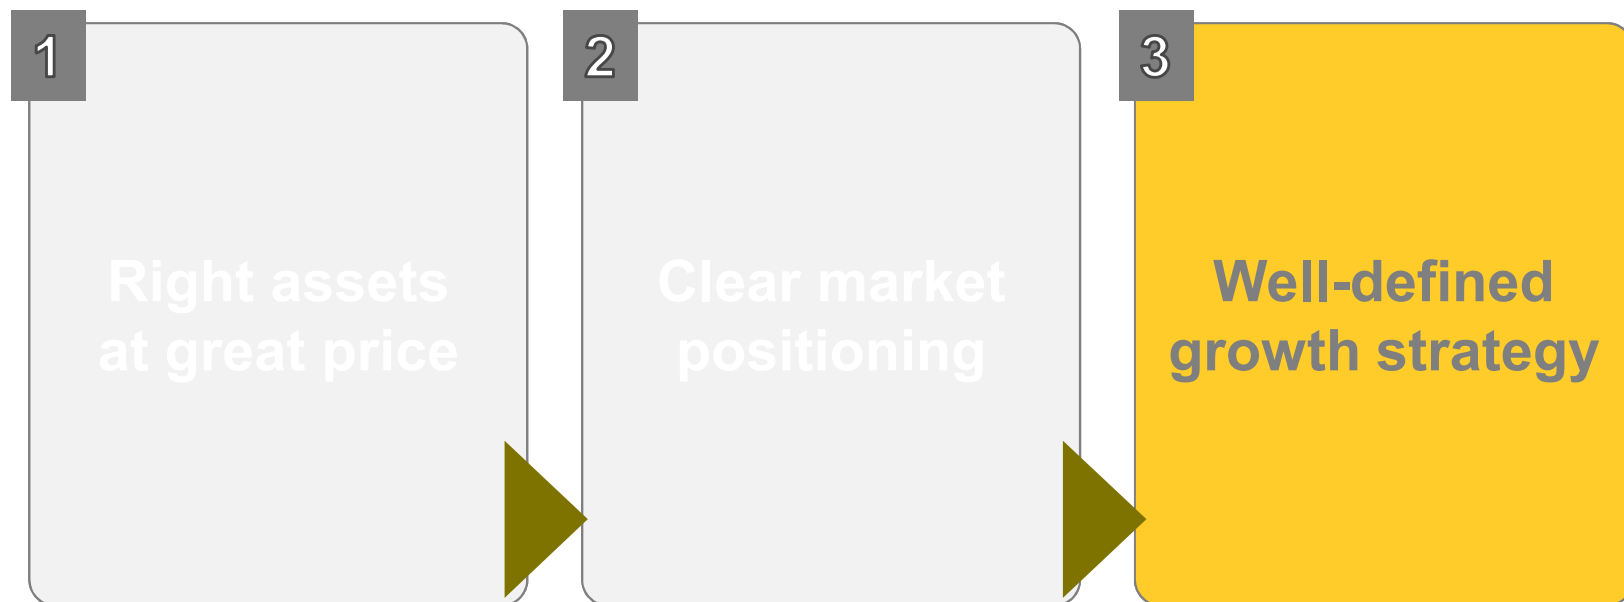 1
Right assets
at great price
2
Clear market
positioning
3
Well-defined
growth strategy